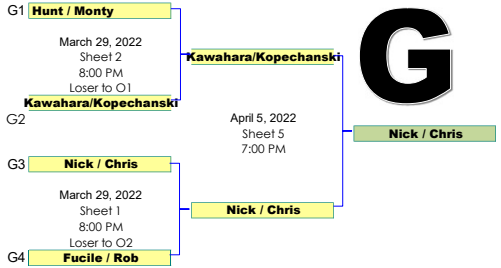 G1
Hunt / Monty
March 29, 2022
Sheet 2
8:00 PM
Loser to O1
Kawahara/Kopechanski
G2
G3
Nick / Chris
March 29, 2022
Sheet 1
8:00 PM
Loser to O2
G4
Fucile / Rob
Kawahara/Kopechanski
April 5, 2022
Sheet 5
7:00 PM
Nick / Chris
G
Nick / Chris